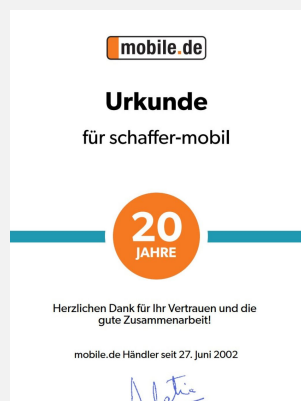 mobile.de
Urkunde
für schaffer-mobil
20
JAHRE
Herzlichen Dank für Ihr Vertrauen und die
gute Zusammenarbeit!
mobile.de Händler seit 27. Juni 2002